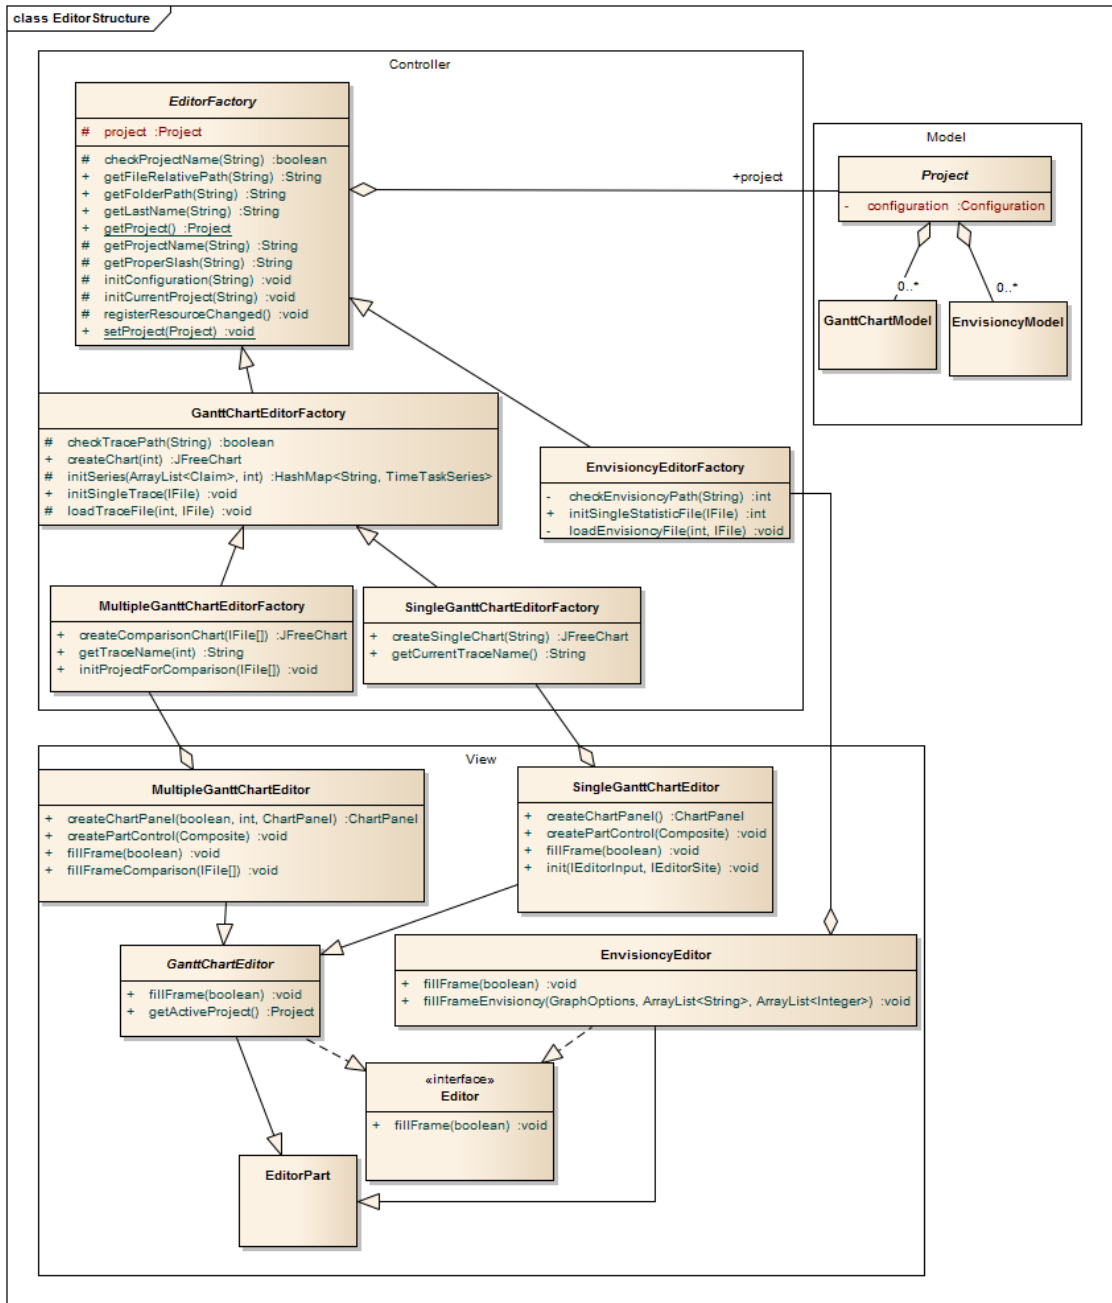 class EditorStructure
Controller
EditorFactory
# project :Project
# checkProjectName(String) :boolean
+ getFileRelativePath(String) :String
+ getFolderPath(String) :String
+ getLastName(String) :String
+ getProject() :Project
# getProjectName(String) :String
# getProperSlash(String) :String
# initConfiguration(String) :void
# initCurrentProject(String) :void
# registerResourceChanged() :void
+ setProject(Project) :void
+project
Model
Project
- configuration :Configuration
0..*
0..*
GanttChartModel
EnvisioncyModel
GanttChartEditorFactory
# checkTracePath(String) :boolean
+ createChart(int) :JFreeChart
# initSeries(ArrayList<Claim>, int) :HashMap<String, TimeTaskSeries>
+ initSingleTrace(IFile) :void
# loadTraceFile(int, IFile) :void
EnvisioncyEditorFactory
- checkEnvisioncyPath(String) :int
+ initSingleStatisticFile(IFile) :int
- loadEnvisioncyFile(int, IFile) :void
MultipleGanttChartEditorFactory
+ createComparisonChart(IFile[]) :JFreeChart
+ getTraceName(int) :String
+ initProjectForComparison(IFile[]) :void
SingleGanttChartEditorFactory
+ createSingleChart(String) :JFreeChart
+ getCurrentTraceName() :String
View
MultipleGanttChartEditor
+ createChartPanel(boolean, int, ChartPanel) :ChartPanel
+ createPartControl(Composite) :void
+ fillFrame(boolean) :void
+ fillFrameComparison(IFile[]) :void
SingleGanttChartEditor
+ createChartPanel() :ChartPanel
+ createPartControl(Composite) :void
+ fillFrame(boolean) :void
+ init(IEditorInput, IEditorSite) :void
GanttChartEditor
+ fillFrame(boolean) :void
+ getActiveProject() :Project
EnvisioncyEditor
+ fillFrame(boolean) :void
+ fillFrameEnvisioncy(GraphOptions, ArrayList<String>, ArrayList<Integer>) :void
«interface»
Editor
+ fillFrame(boolean) :void
EditorPart